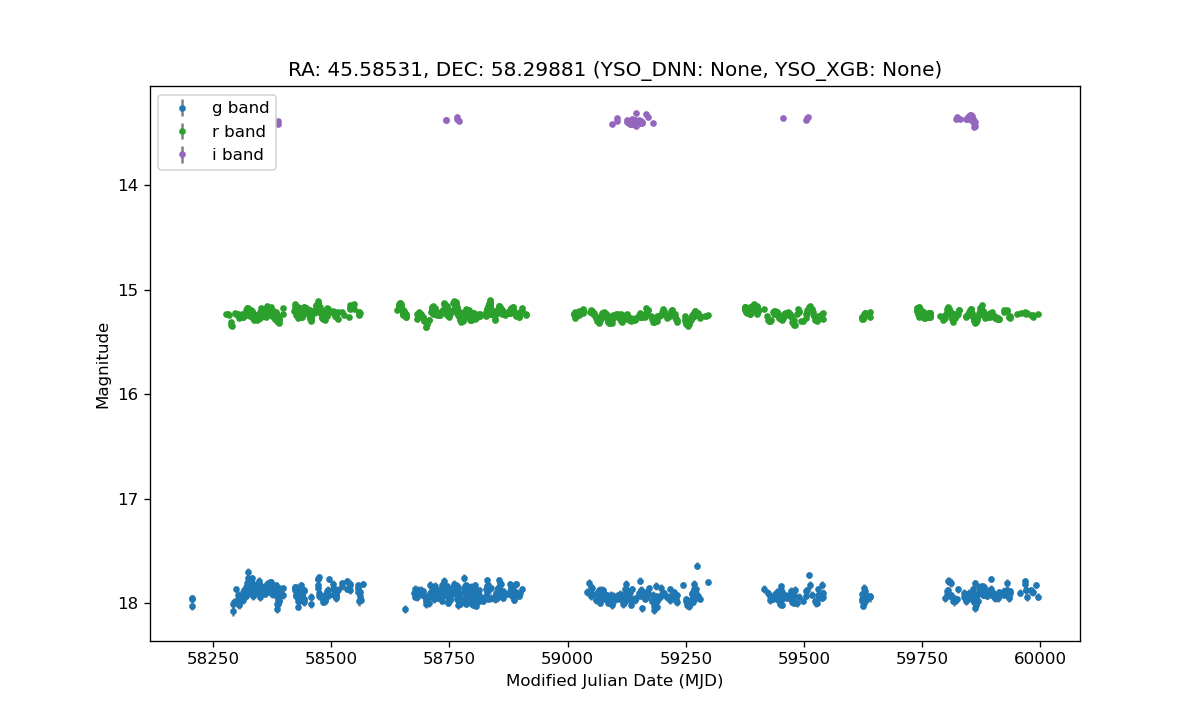 RA: 45.58531, DEC: 58.29881 (YSO_DNN: None, YSO_XGB: None)
g band
r band
i band
14
15
16
17
18
Magnitude
58250 58500 58750 59000 59250 59500 59750 60000
Modified Julian Date (MJD)